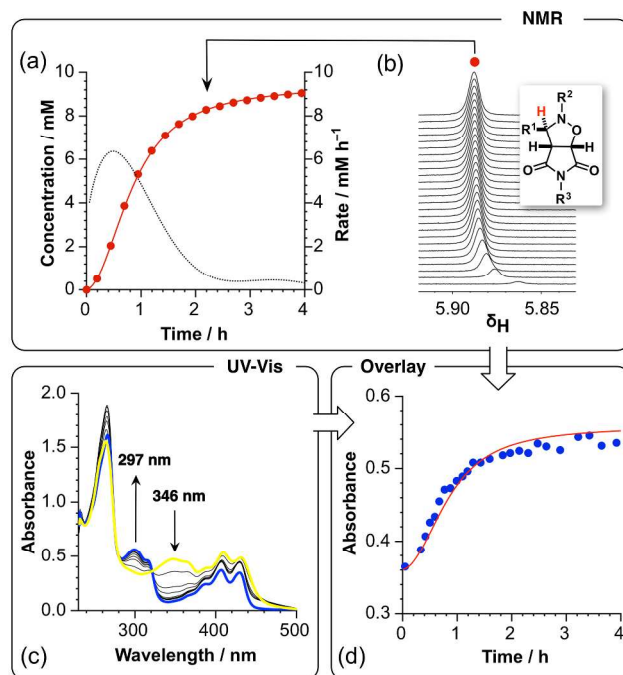 NMR
(a)
10
8
6
4
2
0
Concentration / mM
10
8
6
4
2
0
Rate / mM h⁻¹
0 1 2 3 4
Time / h
(b)
R²
H N
R¹ O
H H
O N O
R³
5.90 5.85
δH
UV-Vis
2.0
1.5
1.0
0.5
0.0
Absorbance
297 nm
346 nm
300 400 500
Wavelength / nm
(c)
Overlay
0.6
0.5
0.4
0.3
Absorbance
0 1 2 3 4
Time / h
(d)